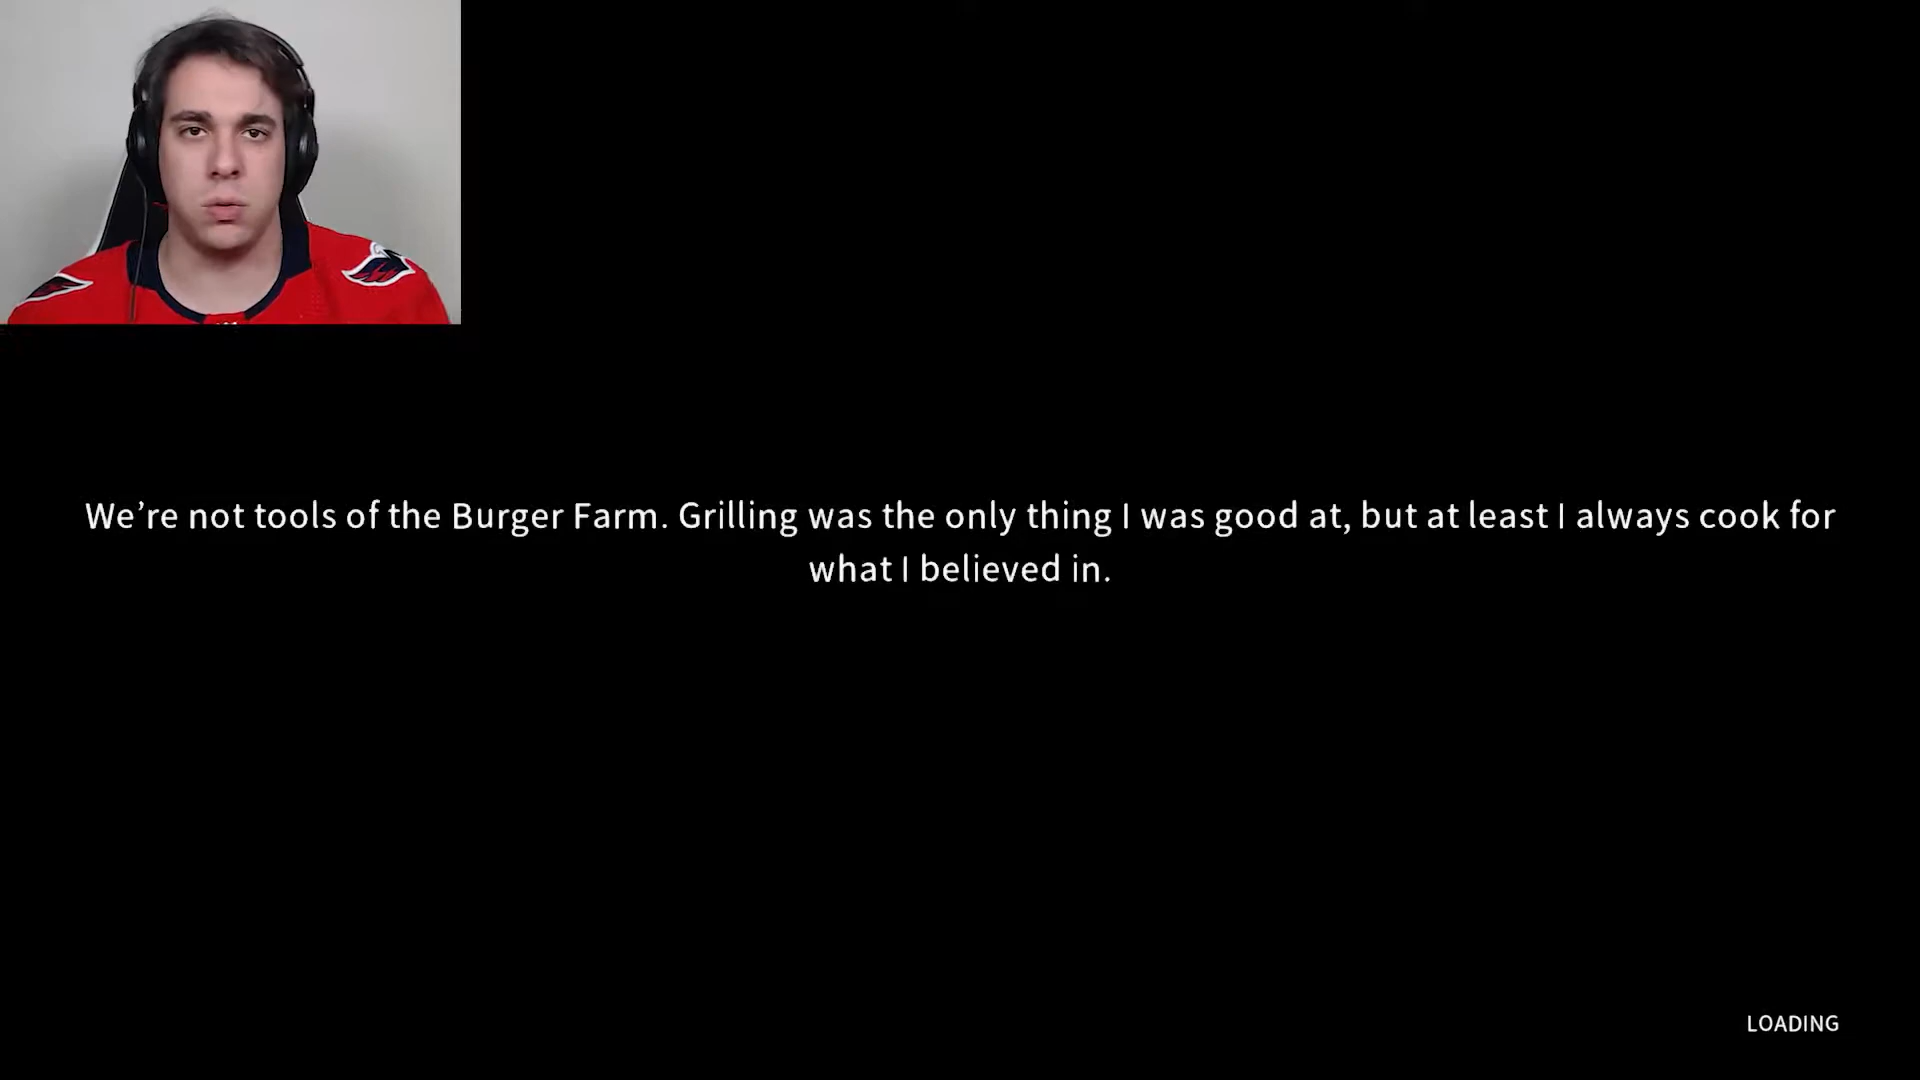 We’re not tools of the Burger Farm. Grilling was the only thing I was good at, but at least I always cook for
what I believed in.
LOADING